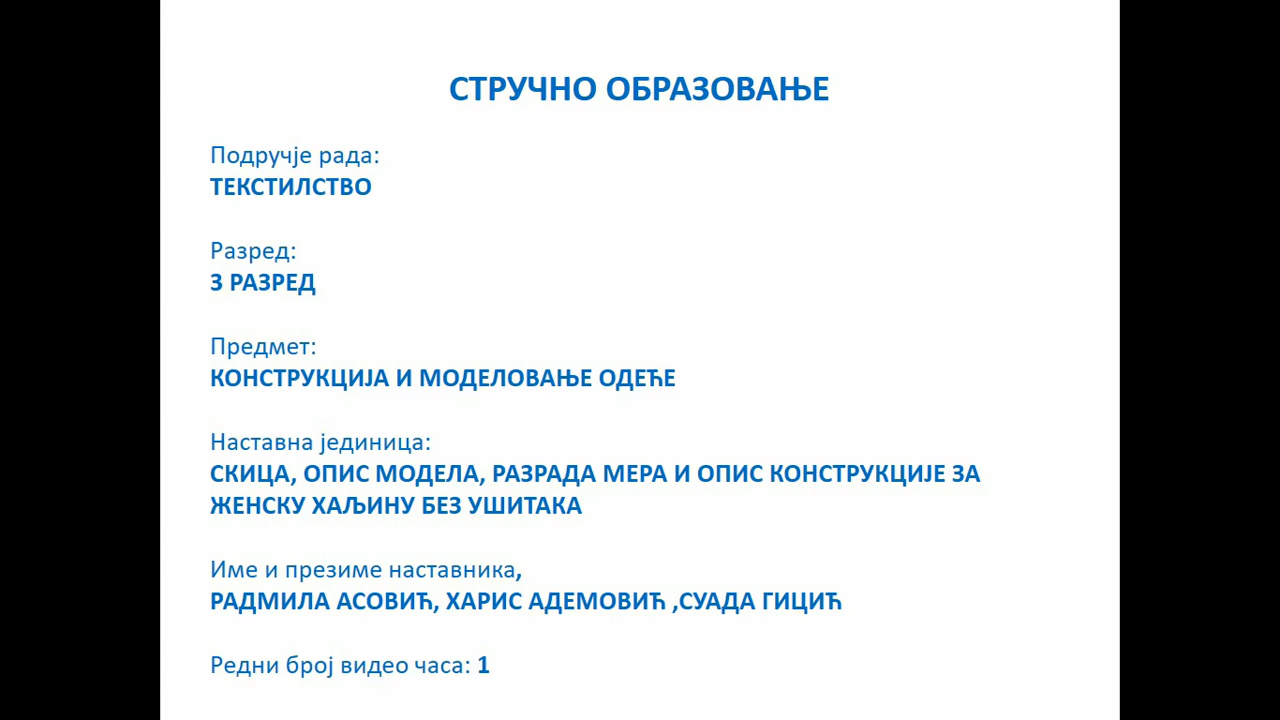 СТРУЧНО ОБРАЗОВАЊЕ
Подручје рада:
ТЕКСТИЛСТВО
Разред:
3 РАЗРЕД
Предмет:
КОНСТРУКЦИЈА И МОДЕЛОВАЊЕ ОДЕЋЕ
Наставна јединица:
СКИЦА, ОПИС МОДЕЛА, РАЗРАДА МЕРА И ОПИС КОНСТРУКЦИЈЕ ЗА
ЖЕНСКУ ХАЉИНУ БЕЗ УШИТАКА
Име и презиме наставника,
РАДМИЛА АСОВИЋ, ХАРИС АДЕМОВИЋ ,СУАДА ГИЦИЋ
Редни број видео часа: 1